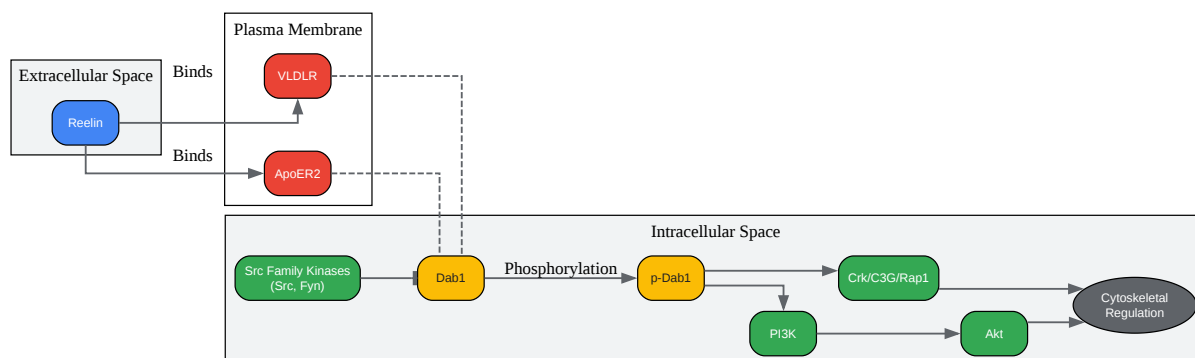 Plasma Membrane
Extracellular Space
Binds
VLDLR
Reelin
Binds
ApoER2
Intracellular Space
Src Family Kinases
(Src, Fyn)
Dab1
Phosphorylation
p-Dab1
Crk/C3G/Rap1
Cytoskeletal
Regulation
PI3K
Akt